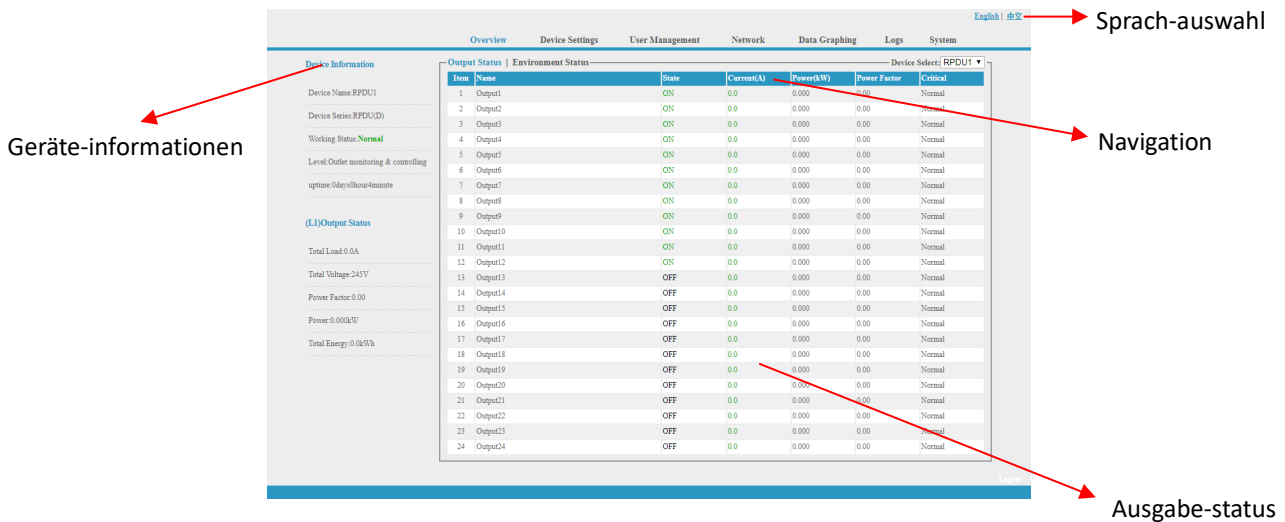 English | 中文
Sprach-auswahl
Overview Device Settings User Management Network Data Graphing Logs System
Device Information
Output Status | Environment Status
Device Select: RPDU1
Item Name State Current(A) Power(kW) Power Factor Critical
1 Output1 ON 0.0 0.000 0.00 Normal
2 Output2 ON 0.0 0.000 0.00 Normal
3 Output3 ON 0.0 0.000 0.00 Normal
4 Output4 ON 0.0 0.000 0.00 Normal
5 Output5 ON 0.0 0.000 0.00 Normal
6 Output6 ON 0.0 0.000 0.00 Normal
7 Output7 ON 0.0 0.000 0.00 Normal
8 Output8 ON 0.0 0.000 0.00 Normal
9 Output9 ON 0.0 0.000 0.00 Normal
10 Output10 ON 0.0 0.000 0.00 Normal
11 Output11 ON 0.0 0.000 0.00 Normal
12 Output12 ON 0.0 0.000 0.00 Normal
13 Output13 OFF 0.0 0.000 0.00 Normal
14 Output14 OFF 0.0 0.000 0.00 Normal
15 Output15 OFF 0.0 0.000 0.00 Normal
16 Output16 OFF 0.0 0.000 0.00 Normal
17 Output17 OFF 0.0 0.000 0.00 Normal
18 Output18 OFF 0.0 0.000 0.00 Normal
19 Output19 OFF 0.0 0.000 0.00 Normal
20 Output20 OFF 0.0 0.000 0.00 Normal
21 Output21 OFF 0.0 0.000 0.00 Normal
22 Output22 OFF 0.0 0.000 0.00 Normal
23 Output23 OFF 0.0 0.000 0.00 Normal
24 Output24 OFF 0.0 0.000 0.00 Normal
Device Name:RPDU1
Device Series:RPDU(D)
Working Status:Normal
Level:Outlet monitoring & controlling
uptime:0days0hour4minute
(L1)Output Status
Total Load:0.0A
Total Voltage:245V
Power Factor:0.00
Power:0.000kW
Total Energy:0.0kWh
Geräte-informationen
Navigation
Logout
Ausgabe-status